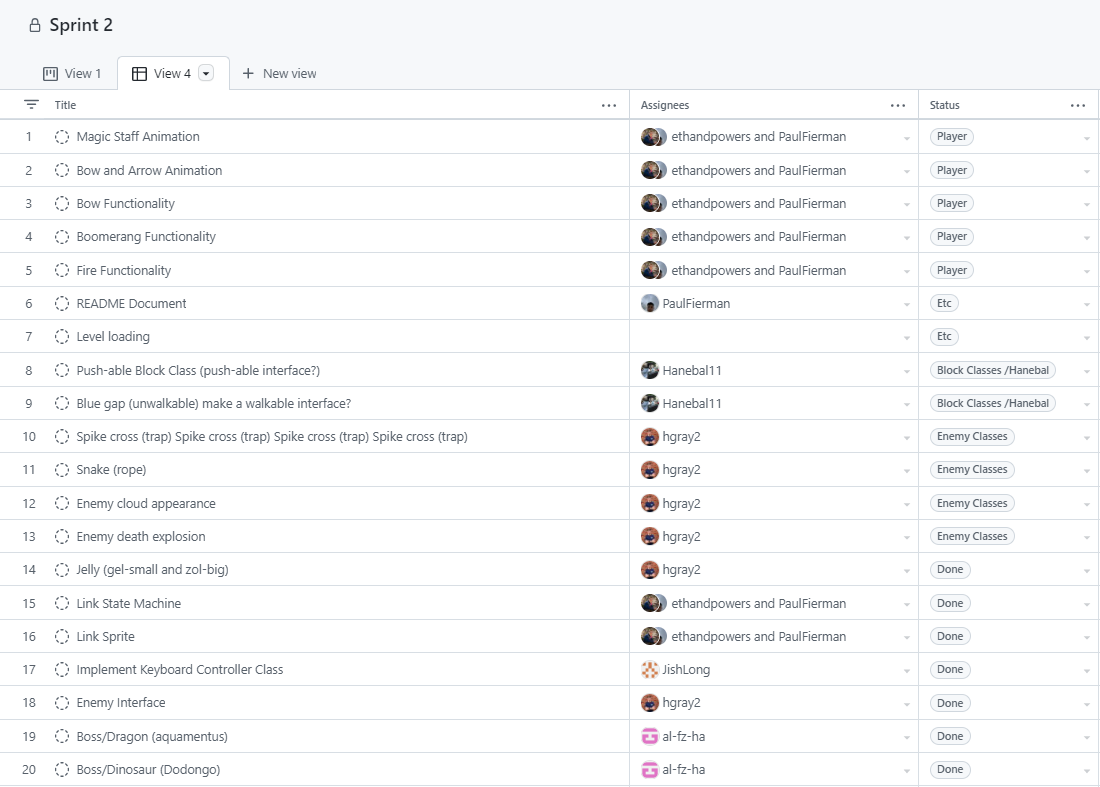 Sprint 2
View 1 View 4 New view
Title Assignees Status
1 Magic Staff Animation ethandpowers and PaulFierman Player
2 Bow and Arrow Animation ethandpowers and PaulFierman Player
3 Bow Functionality ethandpowers and PaulFierman Player
4 Boomerang Functionality ethandpowers and PaulFierman Player
5 Fire Functionality ethandpowers and PaulFierman Player
6 README Document PaulFierman Etc
7 Level loading Etc
8 Push-able Block Class (push-able interface?) Hanebal11 Block Classes /Hanebal
9 Blue gap (unwalkable) make a walkable interface? Hanebal11 Block Classes /Hanebal
10 Spike cross (trap) Spike cross (trap) Spike cross (trap) Spike cross (trap) hgray2 Enemy Classes
11 Snake (rope) hgray2 Enemy Classes
12 Enemy cloud appearance hgray2 Enemy Classes
13 Enemy death explosion hgray2 Enemy Classes
14 Jelly (gel-small and zol-big) hgray2 Done
15 Link State Machine ethandpowers and PaulFierman Done
16 Link Sprite ethandpowers and PaulFierman Done
17 Implement Keyboard Controller Class JishLong Done
18 Enemy Interface hgray2 Done
19 Boss/Dragon (aquamentus) al-fz-ha Done
20 Boss/Dinosaur (Dodongo) al-fz-ha Done